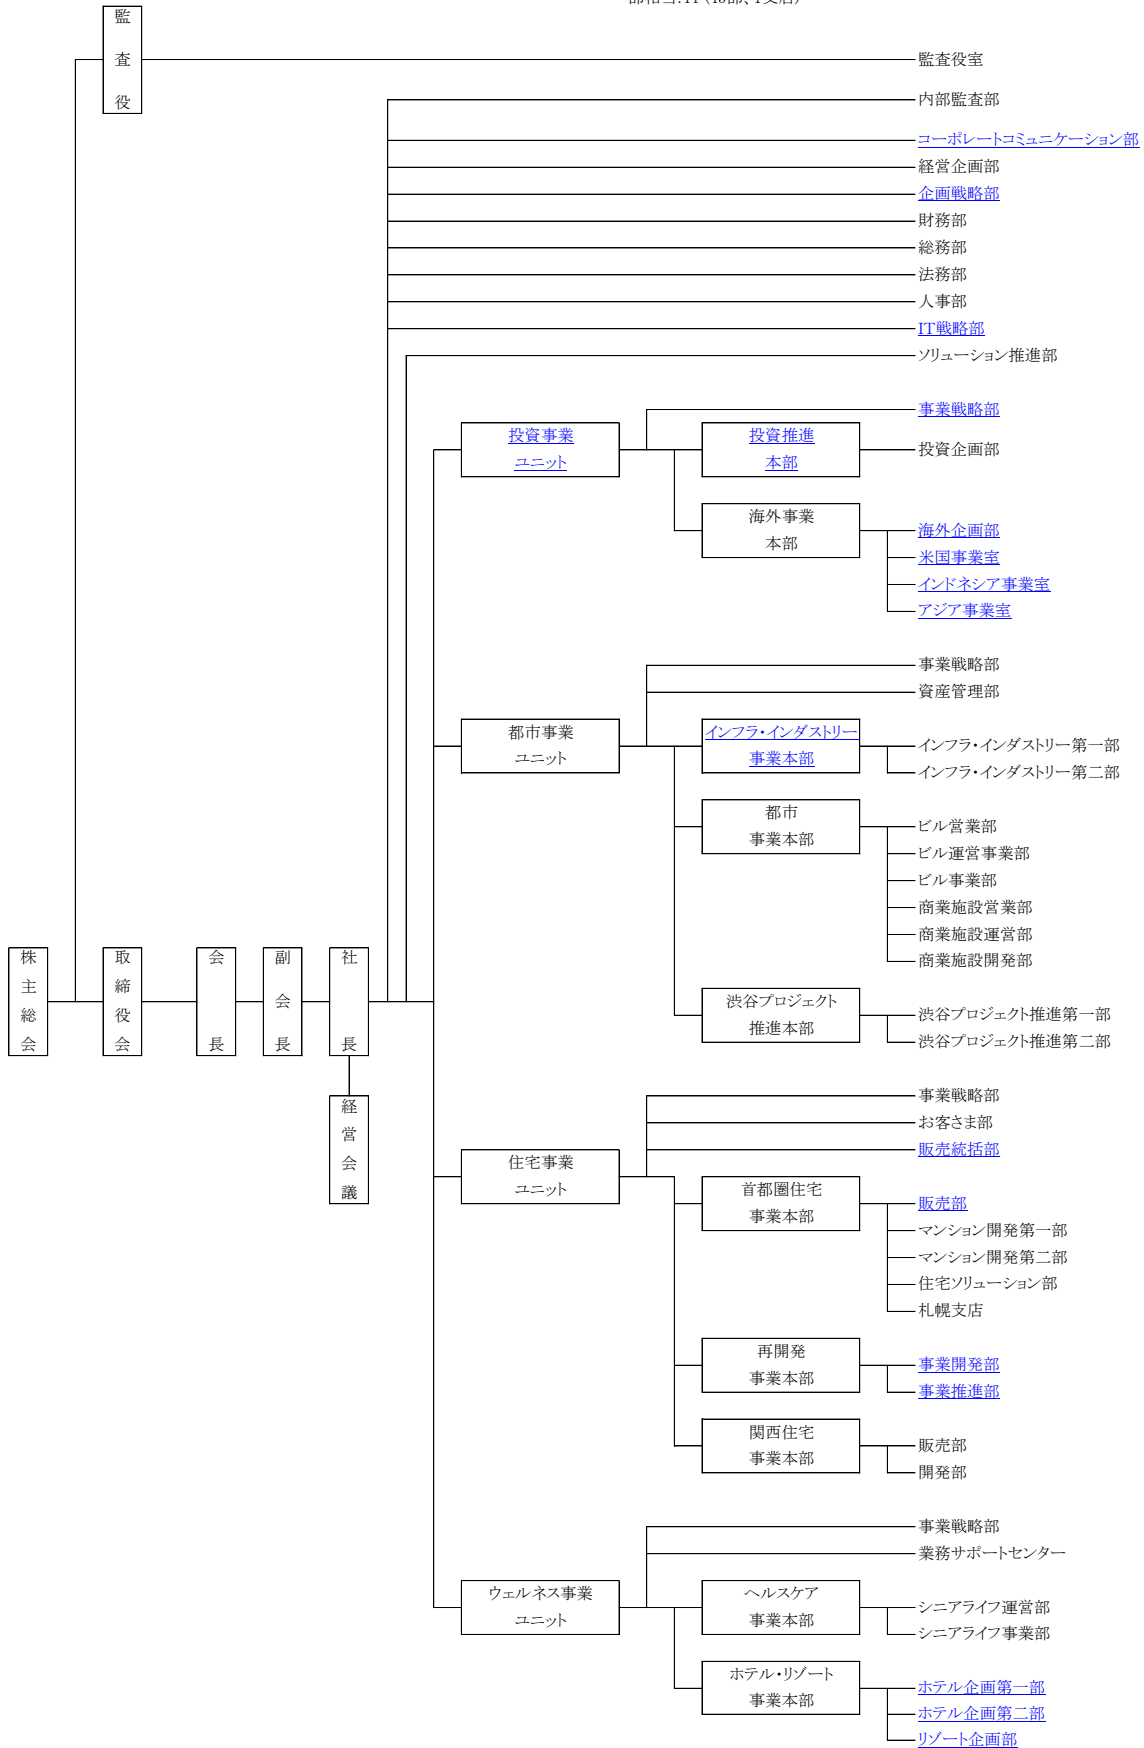 監査役
監査役室
内部監査部
コーポレートコミュニケーション部
経営企画部
企画戦略部
財務部
総務部
法務部
人事部
IT戦略部
ソリューション推進部
事業戦略部
投資事業
ユニット
投資推進
本部
投資企画部
海外事業
本部
海外企画部
米国事業室
インドネシア事業室
アジア事業室
事業戦略部
資産管理部
都市事業
ユニット
インフラ・インダストリー
事業本部
インフラ・インダストリー第一部
インフラ・インダストリー第二部
都市
事業本部
ビル営業部
ビル運営事業部
ビル事業部
商業施設営業部
商業施設運営部
商業施設開発部
株主総会
取締役会
会長
副会長
社長
渋谷プロジェクト
推進本部
渋谷プロジェクト推進第一部
渋谷プロジェクト推進第二部
経営会議
事業戦略部
お客さま部
販売統括部
住宅事業
ユニット
首都圏住宅
事業本部
販売部
マンション開発第一部
マンション開発第二部
住宅ソリューション部
札幌支店
再開発
事業本部
事業開発部
事業推進部
関西住宅
事業本部
販売部
開発部
事業戦略部
業務サポートセンター
ウェルネス事業
ユニット
ヘルスケア
事業本部
シニアライフ運営部
シニアライフ事業部
ホテル・リゾート
事業本部
ホテル企画第一部
ホテル企画第二部
リゾート企画部